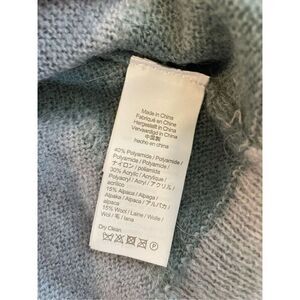 Made in China
Fabriqué en Chine
Hergestellt in China
Vervaardigd in China
中国製
hecho en china
40% Polyamide / Polyamide /
Polyamide / Polyamide /
ナイロン / poliamida
30% Acrylic / Acrylique /
Polyacryl / Acryl / アクリル /
acrílico
15% Alpaca / Alpaga /
Alpaka / Alpaca / アルパカ /
alpaca
15% Wool / Laine / Wolle /
Wol / 毛 / lana
Dry Clean